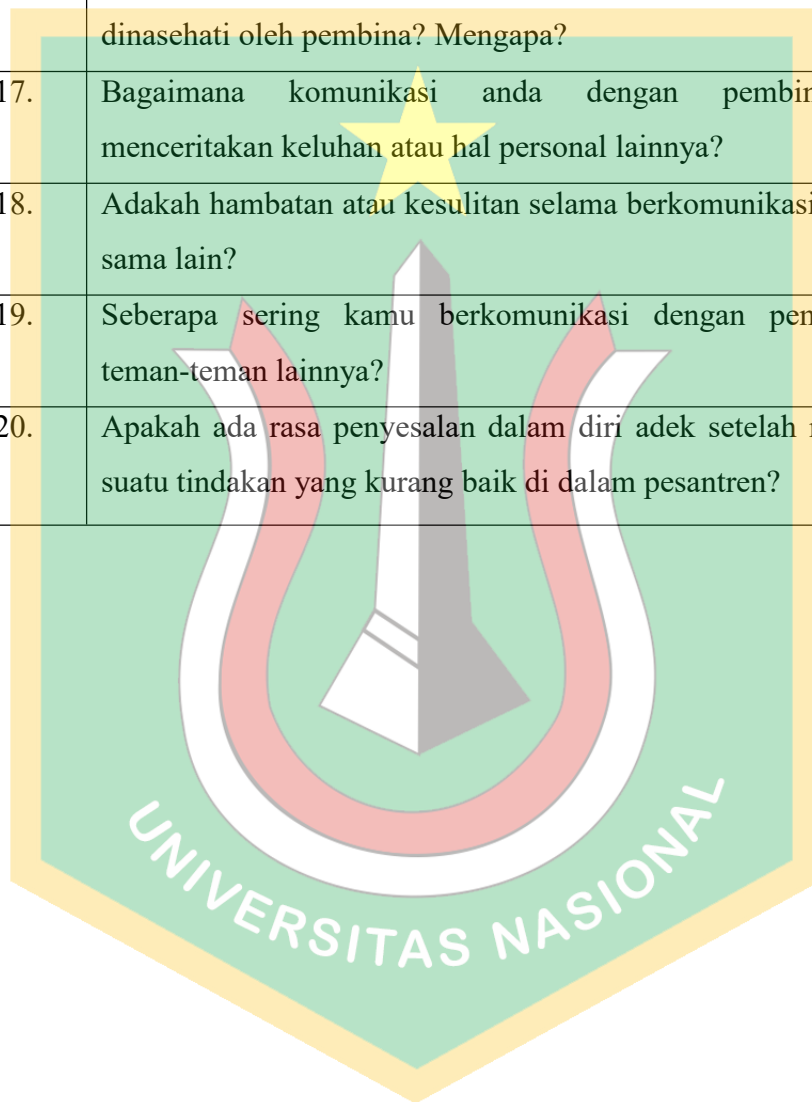 dinasehati oleh pembina? Mengapa?
17. Bagaimana komunikasi anda dengan
menceritakan keluhan atau hal personal lainnya?
18. Adakah hambatan atau kesulitan selama berkomunikasi
sama lain?
19. Seberapa sering kamu berkomunikasi dengan
teman-teman lainnya?
20. Apakah ada rasa penyesalan dalam diri adek setelah
suatu tindakan yang kurang baik di dalam pesantren?
UNIVERSITAS NASIONAL